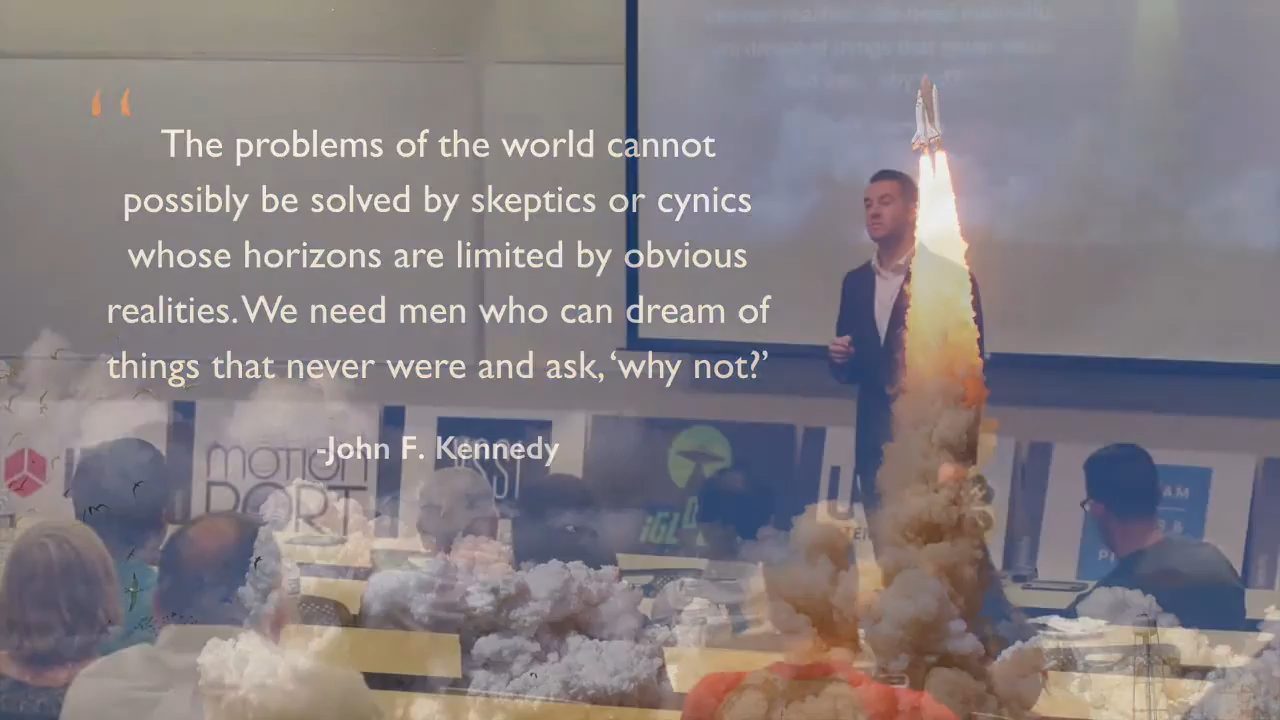 “
The problems of the world cannot
possibly be solved by skeptics or cynics
whose horizons are limited by obvious
realities. We need men who can dream of
things that never were and ask, ‘why not?’
-John F. Kennedy
MOTION
PORT
iGL